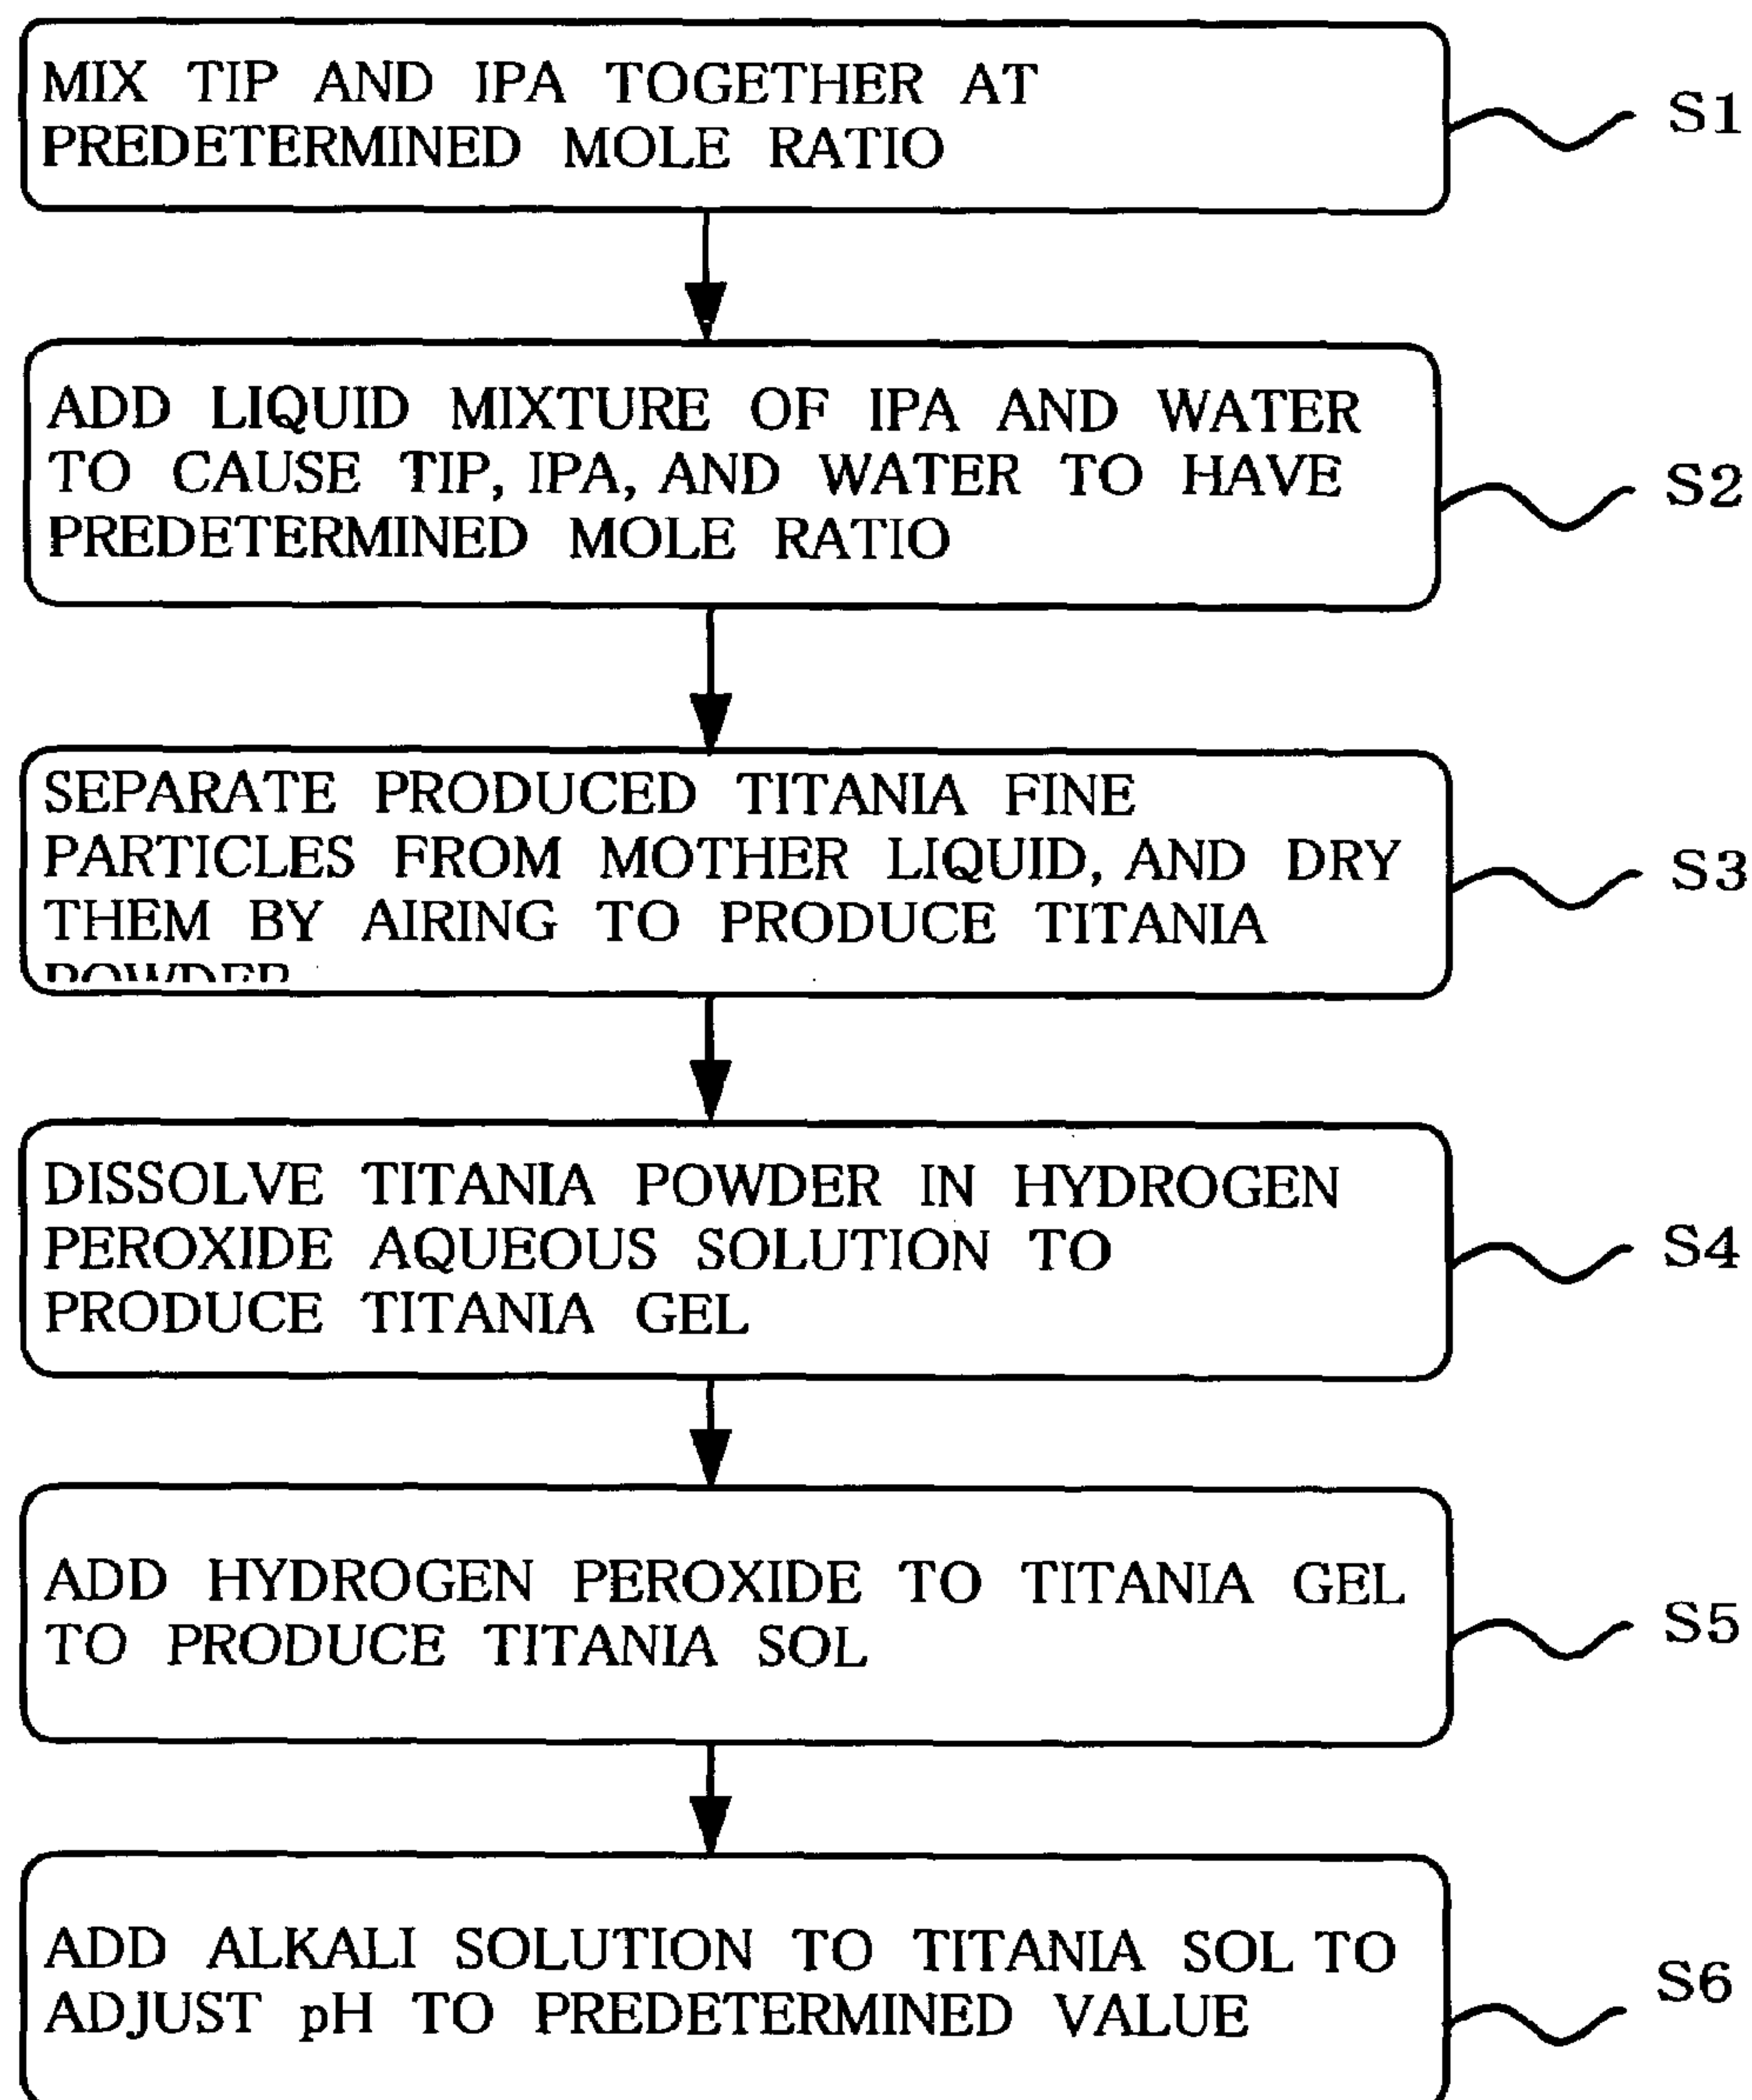 MIX TIP AND IPA TOGETHER AT
PREDETERMINED MOLE RATIO
S1
ADD LIQUID MIXTURE OF IPA AND WATER
TO CAUSE TIP, IPA, AND WATER TO HAVE
PREDETERMINED MOLE RATIO
S2
SEPARATE PRODUCED TITANIA FINE
PARTICLES FROM MOTHER LIQUID, AND DRY
THEM BY AIRING TO PRODUCE TITANIA
POWDER
S3
DISSOLVE TITANIA POWDER IN HYDROGEN
PEROXIDE AQUEOUS SOLUTION TO
PRODUCE TITANIA GEL
S4
ADD HYDROGEN PEROXIDE TO TITANIA GEL
TO PRODUCE TITANIA SOL
S5
ADD ALKALI SOLUTION TO TITANIA SOL TO
ADJUST pH TO PREDETERMINED VALUE
S6